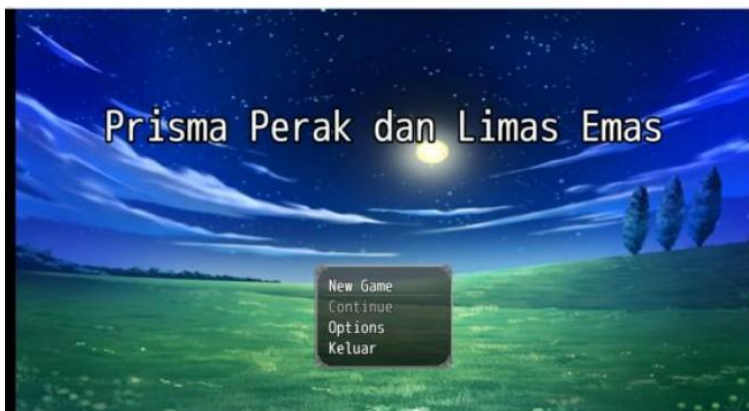 Prisma Perak dan Limas Emas
New Game
Continue
Options
Keluar